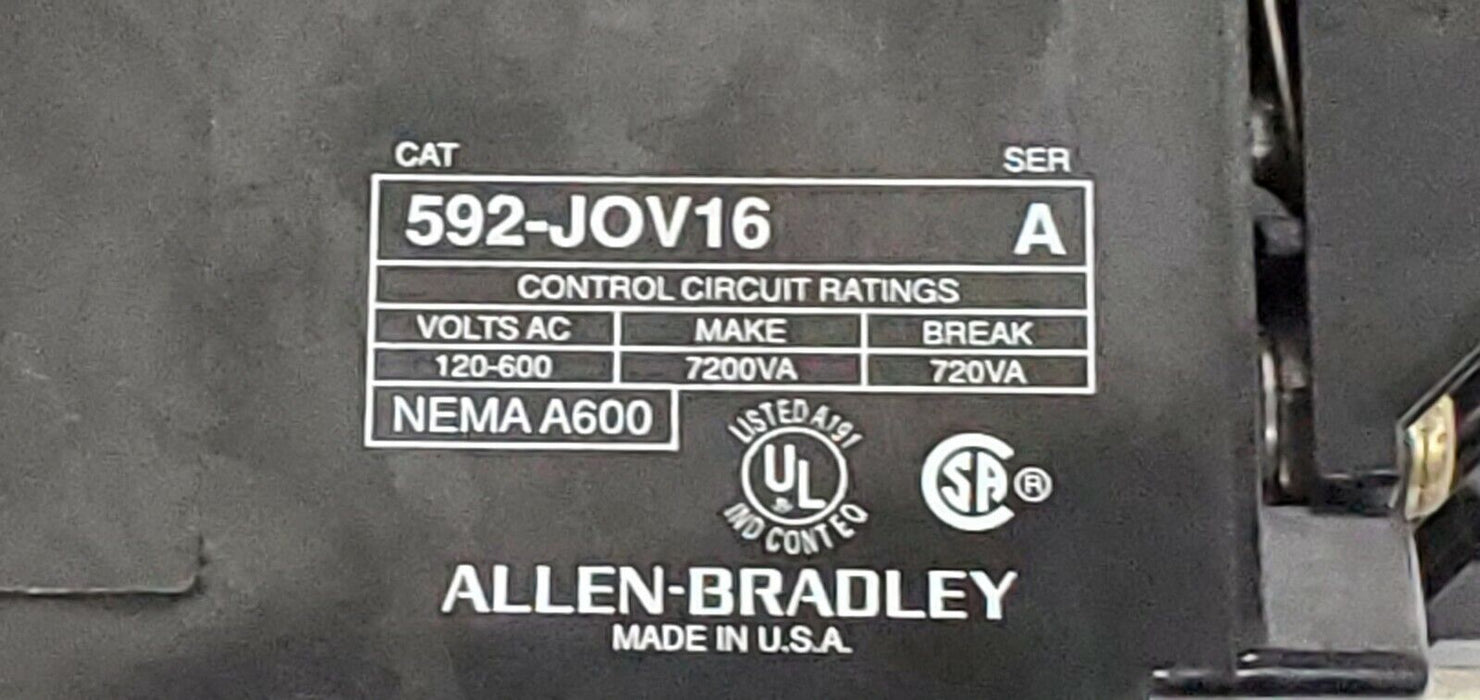 CAT SER
592-JOV16 A
CONTROL CIRCUIT RATINGS
VOLTS AC MAKE BREAK
120-600 7200VA 720VA
NEMA A600
LISTED A191
UL
IND CONT EQ
SA ®
ALLEN-BRADLEY
MADE IN U.S.A.